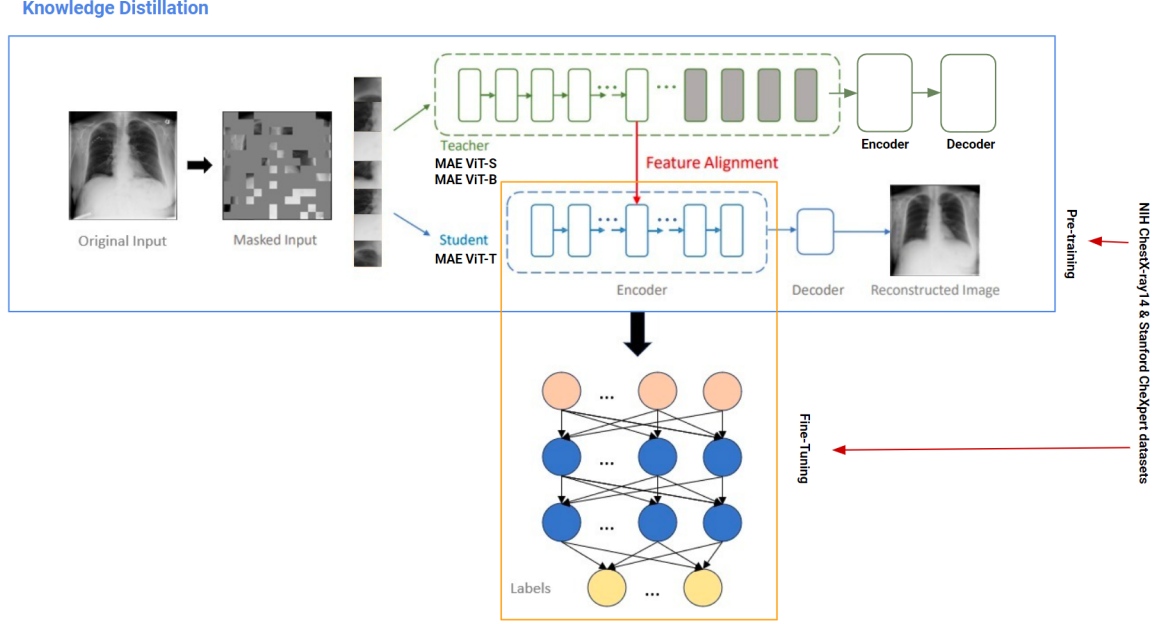 Knowledge Distillation
Original Input
Masked Input
Teacher
MAE ViT-S
MAE ViT-B
Feature Alignment
Encoder
Decoder
Student
MAE ViT-T
Encoder
Decoder
Reconstructed Image
Pre-training
NIH ChestX-ray14 & Stanford CheXpert datasets
Fine-Tuning
Labels